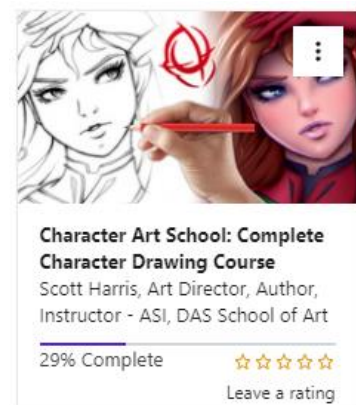 Character Art School: Complete
Character Drawing Course
Scott Harris, Art Director, Author,
Instructor - ASI, DAS School of Art
29% Complete
Leave a rating